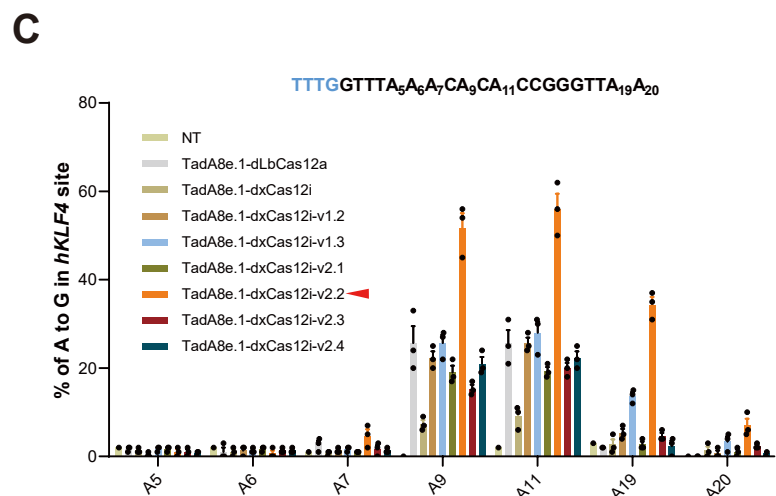 C
TTTGGTTTA₅A₆A₇CA₉CA₁₁CCGGGTTA₁₉A₂₀
% of A to G in hKLF4 site
80
60
40
20
0
NT
TadA8e.1-dLbCas12a
TadA8e.1-dxCas12i
TadA8e.1-dxCas12i-v1.2
TadA8e.1-dxCas12i-v1.3
TadA8e.1-dxCas12i-v2.1
TadA8e.1-dxCas12i-v2.2
TadA8e.1-dxCas12i-v2.3
TadA8e.1-dxCas12i-v2.4
A5 A6 A7 A9 A11 A19 A20